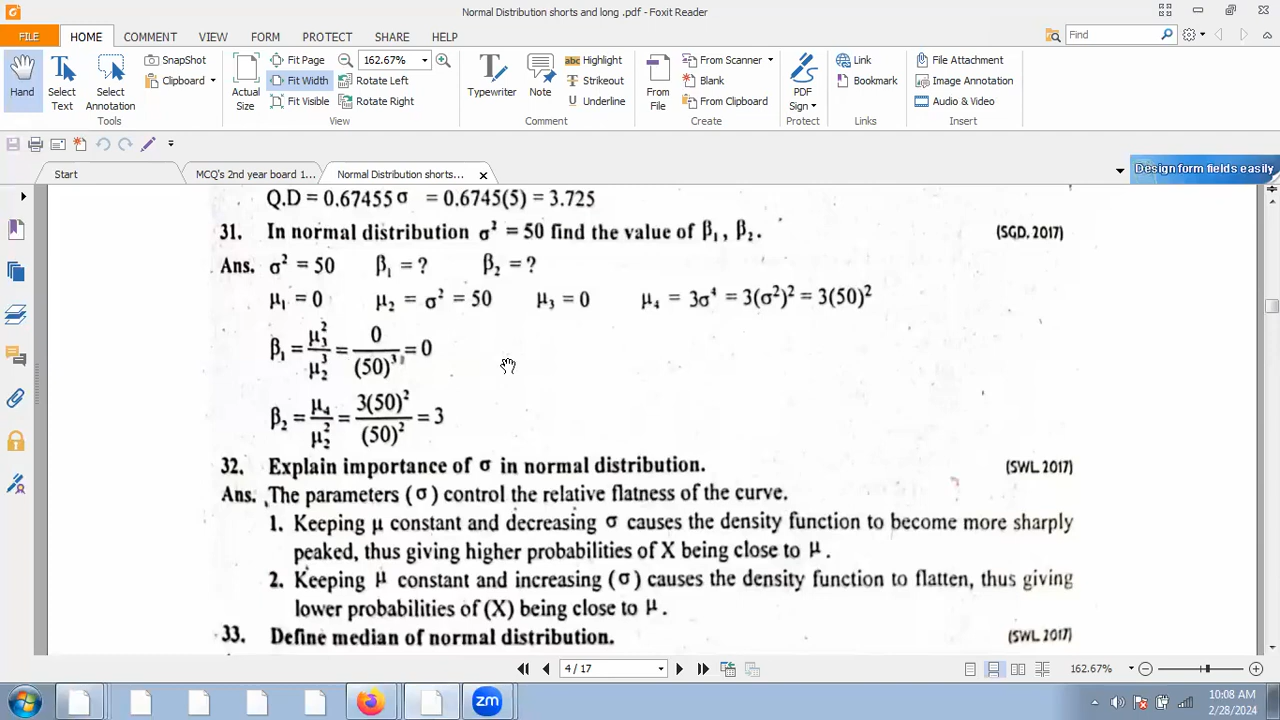 Normal Distribution shorts and long .pdf - Foxit Reader
FILE HOME COMMENT VIEW FORM PROTECT SHARE HELP Find
Hand Select Text Select Annotation SnapShot Clipboard Tools
Actual Size Fit Page Fit Width Fit Visible 162.67% Rotate Left Rotate Right View
Typewriter Note Highlight Strikeout Underline Comment
From File From Scanner Blank From Clipboard Create
PDF Sign Protect
Link Bookmark Links
File Attachment Image Annotation Audio & Video Insert
Start MCQ's 2nd year board 1... Normal Distribution shorts... Design form fields easily
Q.D = 0.67455 σ = 0.6745(5) = 3.725
31. In normal distribution σ² = 50 find the value of β₁ , β₂. (SGD. 2017)
Ans. σ² = 50 β₁ = ? β₂ = ?
μ₁ = 0 μ₂ = σ² = 50 μ₃ = 0 μ₄ = 3σ⁴ = 3(σ²)² = 3(50)²
β₁ = μ₃²/μ₂³ = 0/(50)³ = 0
β₂ = μ₄/μ₂² = 3(50)²/(50)² = 3
32. Explain importance of σ in normal distribution. (SWL 2017)
Ans. The parameters (σ) control the relative flatness of the curve.
1. Keeping μ constant and decreasing σ causes the density function to become more sharply
peaked, thus giving higher probabilities of X being close to μ.
2. Keeping μ constant and increasing (σ) causes the density function to flatten, thus giving
lower probabilities of (X) being close to μ.
33. Define median of normal distribution. (SWL 2017)
4 / 17 162.67%
zm 10:08 AM
2/28/2024